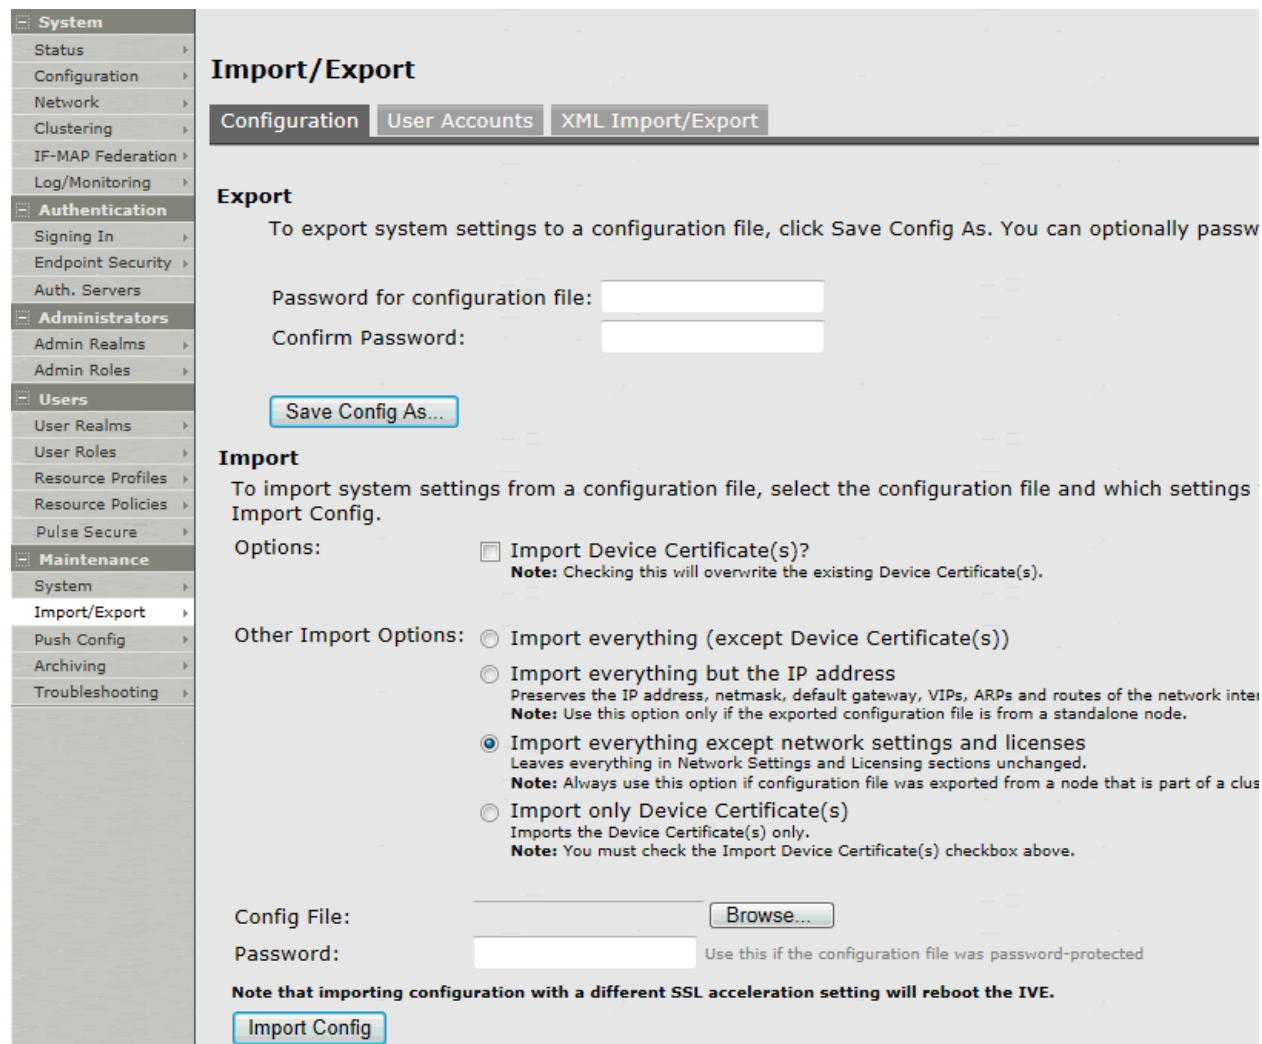 System
Status
Configuration
Network
Clustering
IF-MAP Federation
Log/Monitoring
Authentication
Signing In
Endpoint Security
Auth. Servers
Administrators
Admin Realms
Admin Roles
Users
User Realms
User Roles
Resource Profiles
Resource Policies
Pulse Secure
Maintenance
System
Import/Export
Push Config
Archiving
Troubleshooting
Import/Export
Configuration User Accounts XML Import/Export
Export
To export system settings to a configuration file, click Save Config As. You can optionally passw
Password for configuration file:
Confirm Password:
Save Config As...
Import
To import system settings from a configuration file, select the configuration file and which settings
Import Config.
Options: Import Device Certificate(s)?
Note: Checking this will overwrite the existing Device Certificate(s).
Other Import Options: Import everything (except Device Certificate(s))
Import everything but the IP address
Preserves the IP address, netmask, default gateway, VIPs, ARPs and routes of the network inter
Note: Use this option only if the exported configuration file is from a standalone node.
Import everything except network settings and licenses
Leaves everything in Network Settings and Licensing sections unchanged.
Note: Always use this option if configuration file was exported from a node that is part of a clus
Import only Device Certificate(s)
Imports the Device Certificate(s) only.
Note: You must check the Import Device Certificate(s) checkbox above.
Config File: Browse...
Password: Use this if the configuration file was password-protected
Note that importing configuration with a different SSL acceleration setting will reboot the IVE.
Import Config